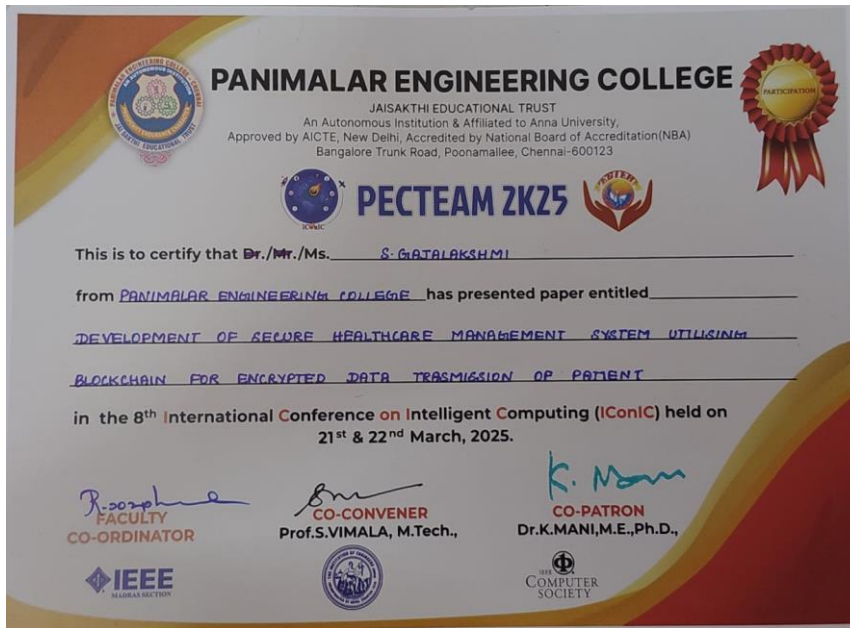 PANIMALAR ENGINEERING COLLEGE
JAISAKTHI EDUCATIONAL TRUST
An Autonomous Institution & Affiliated to Anna University,
Approved by AICTE, New Delhi, Accredited by National Board of Accreditation(NBA)
Bangalore Trunk Road, Poonamallee, Chennai-600123
PARTICIPATION
PECTEAM 2K25
This is to certify that Dr./Mr./Ms. S. GAJALAKSHMI
from PANIMALAR ENGINEERING COLLEGE has presented paper entitled
DEVELOPMENT OF SECURE HEALTHCARE MANAGEMENT SYSTEM UTILISING
BLOCKCHAIN FOR ENCRYPTED DATA TRASMISSION OF PATIENT
in the 8th International Conference on Intelligent Computing (IConIC) held on
21st & 22nd March, 2025.
K. Mani
FACULTY
CO-ORDINATOR
CO-CONVENER
Prof.S.VIMALA, M.Tech.,
CO-PATRON
Dr.K.MANI,M.E.,Ph.D.,
IEEE
MADRAS SECTION
IEEE
COMPUTER
SOCIETY